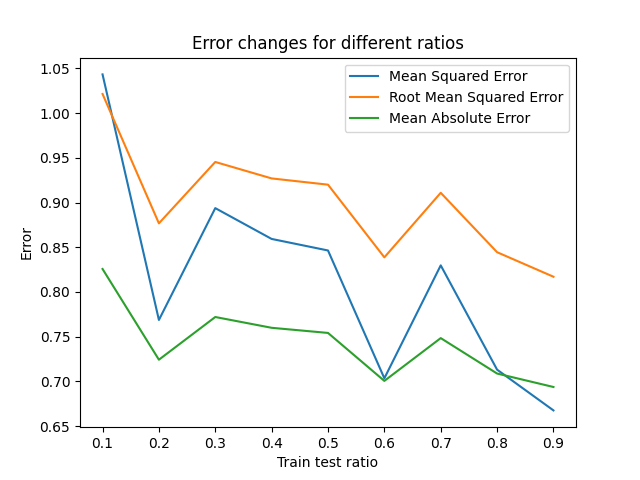 Error changes for different ratios
Mean Squared Error
Root Mean Squared Error
Mean Absolute Error
Error
1.05
1.00
0.95
0.90
0.85
0.80
0.75
0.70
0.65
0.1 0.2 0.3 0.4 0.5 0.6 0.7 0.8 0.9
Train test ratio